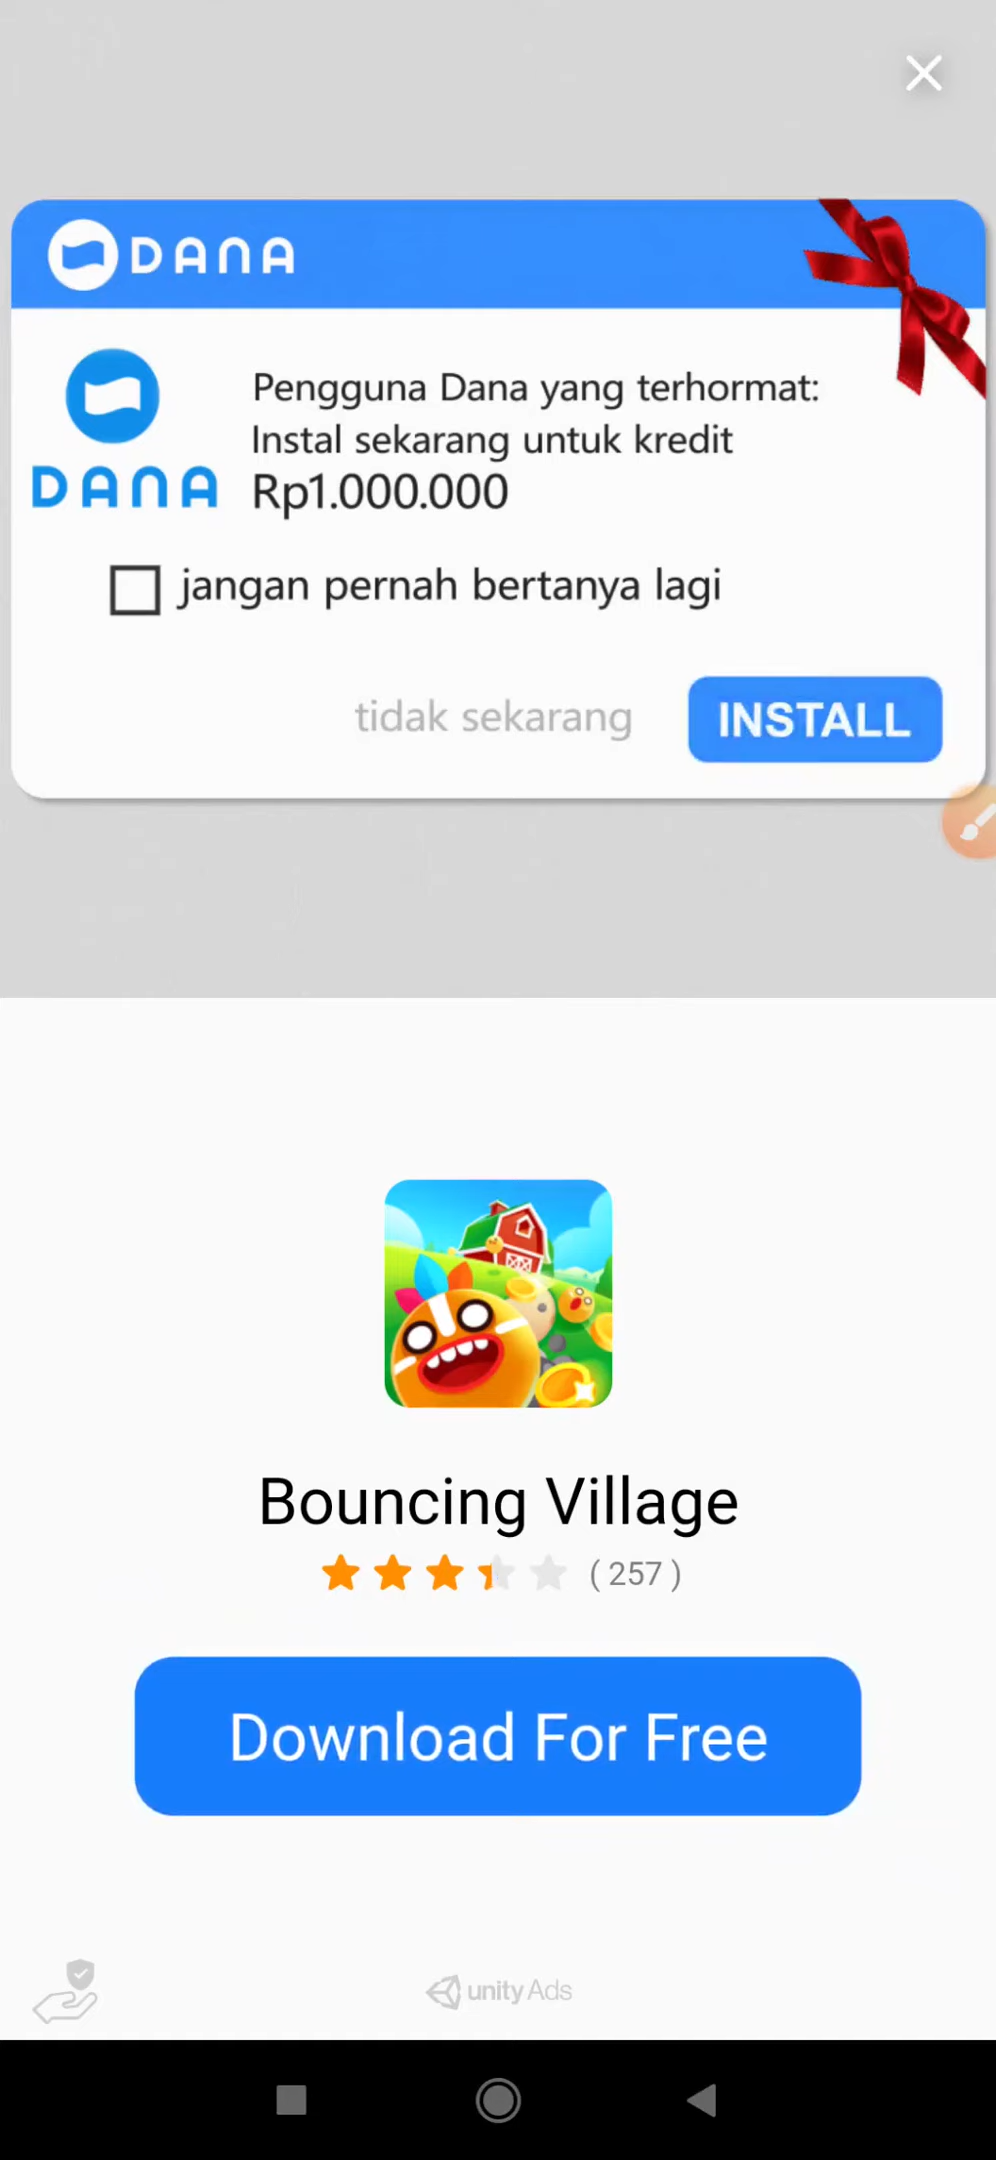 DANA
Pengguna Dana yang terhormat:
Instal sekarang untuk kredit
DANA
Rp1.000.000
jangan pernah bertanya lagi
tidak sekarang
INSTALL
Bouncing Village
( 257 )
Download For Free
unity Ads